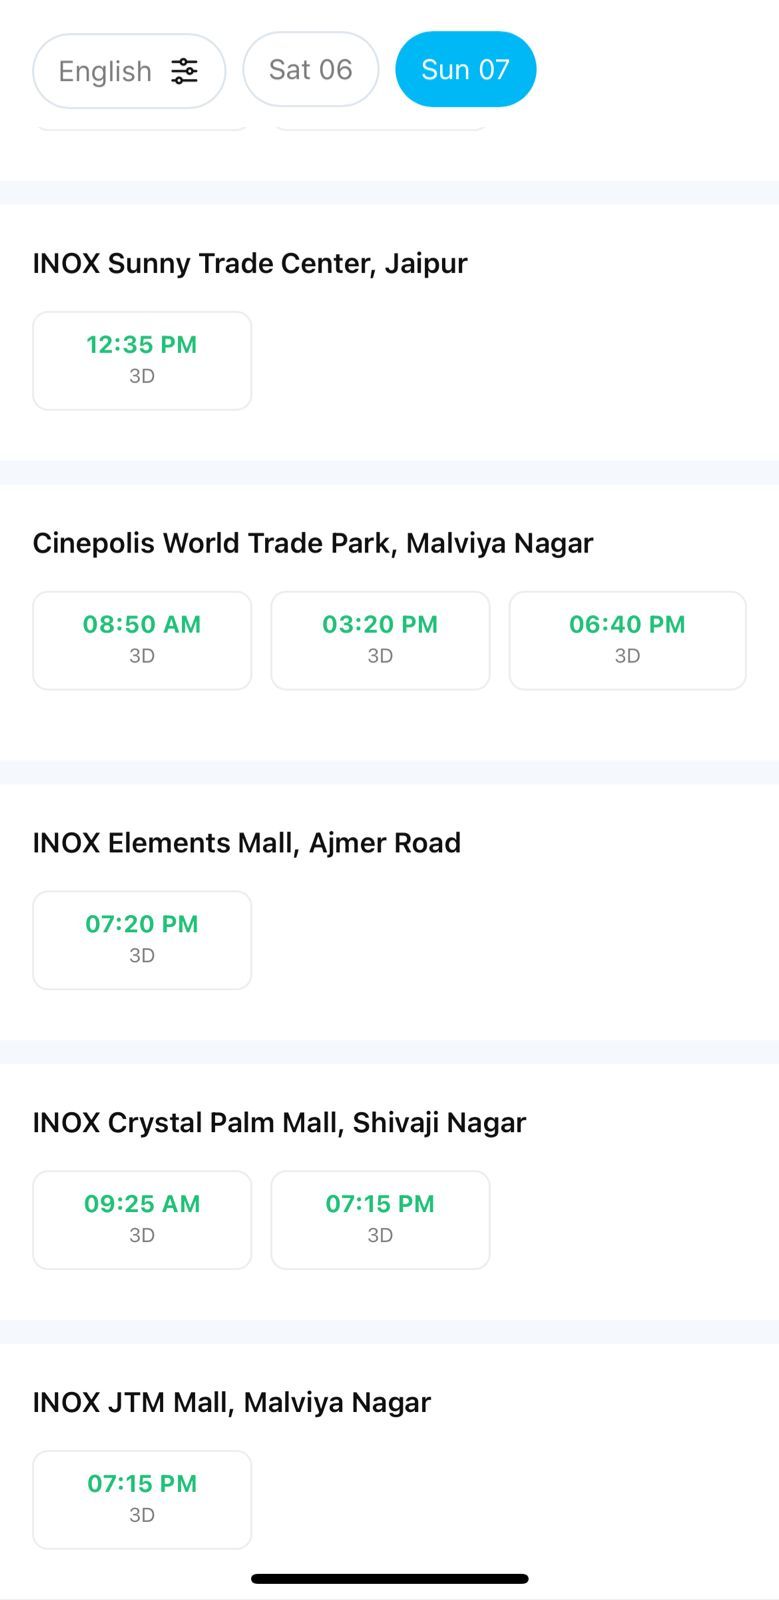 English Sat 06 Sun 07
INOX Sunny Trade Center, Jaipur
12:35 PM
3D
Cinepolis World Trade Park, Malviya Nagar
08:50 AM 03:20 PM 06:40 PM
3D 3D 3D
INOX Elements Mall, Ajmer Road
07:20 PM
3D
INOX Crystal Palm Mall, Shivaji Nagar
09:25 AM 07:15 PM
3D 3D
INOX JTM Mall, Malviya Nagar
07:15 PM
3D